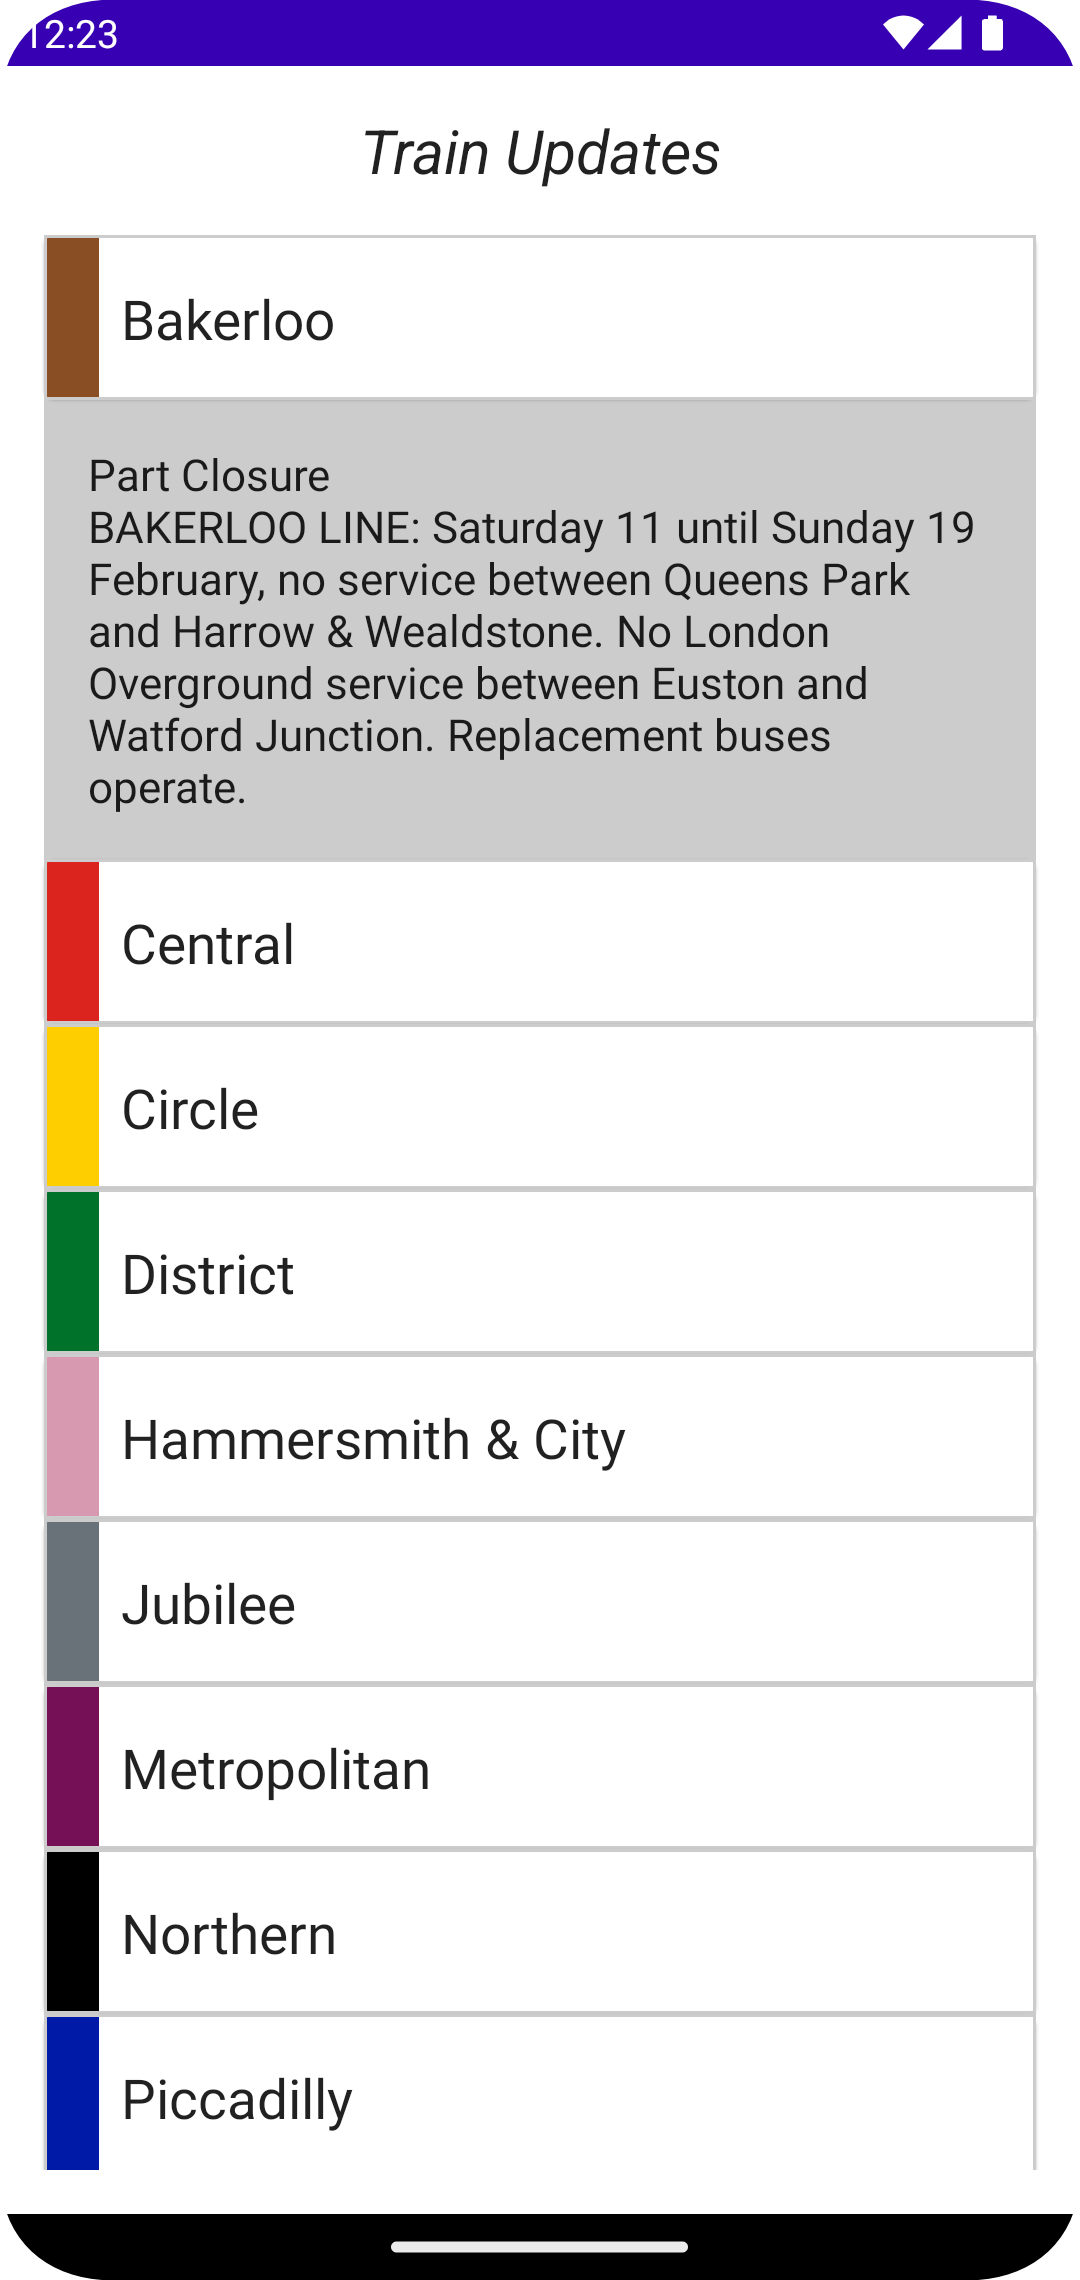 12:23
Train Updates
Bakerloo
Part Closure
BAKERLOO LINE: Saturday 11 until Sunday 19
February, no service between Queens Park
and Harrow & Wealdstone. No London
Overground service between Euston and
Watford Junction. Replacement buses
operate.
Central
Circle
District
Hammersmith & City
Jubilee
Metropolitan
Northern
Piccadilly